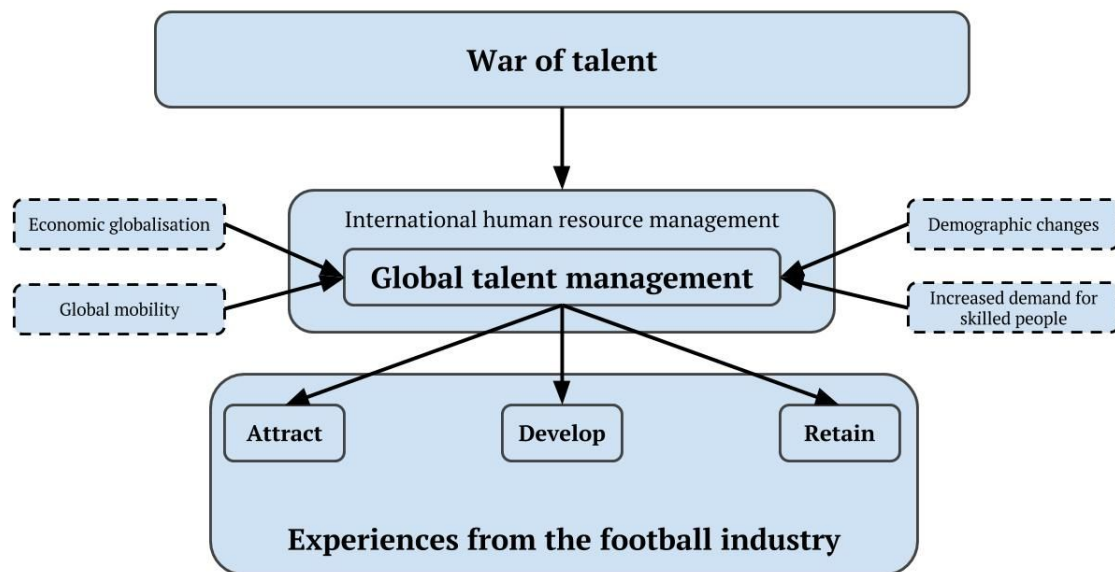 War of talent
International human resource management
Economic globalisation
Demographic changes
Global talent management
Global mobility
Increased demand for
skilled people
Attract
Develop
Retain
Experiences from the football industry